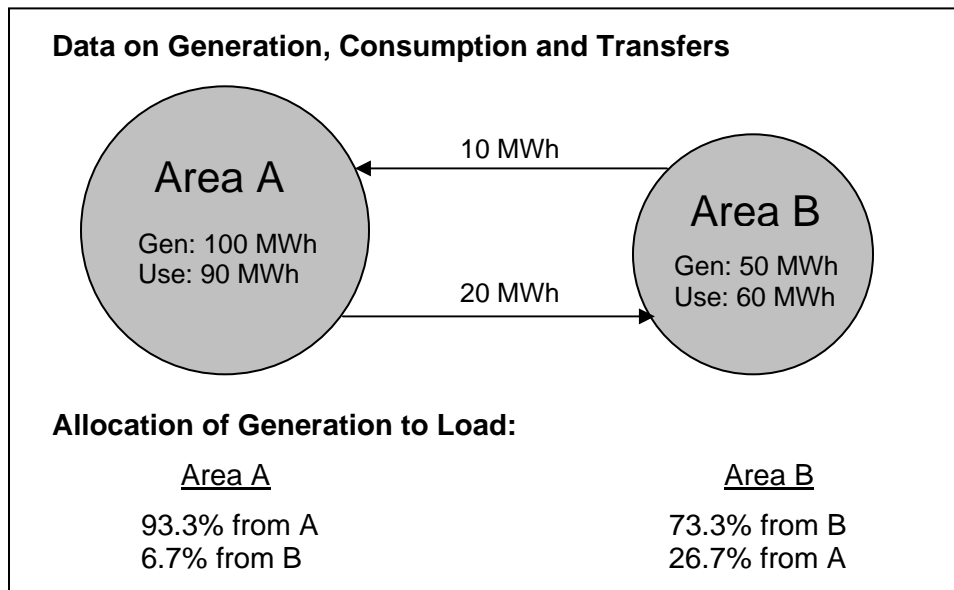 Data on Generation, Consumption and Transfers
10 MWh
Area A
Gen: 100 MWh
Use: 90 MWh
Area B
Gen: 50 MWh
Use: 60 MWh
20 MWh
Allocation of Generation to Load:
Area A
93.3% from A
6.7% from B
Area B
73.3% from B
26.7% from A